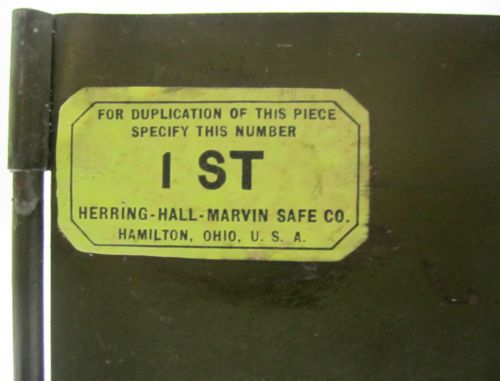 FOR DUPLICATION OF THIS PIECE
SPECIFY THIS NUMBER
1 ST
HERRING-HALL-MARVIN SAFE CO.
HAMILTON, OHIO, U. S. A.